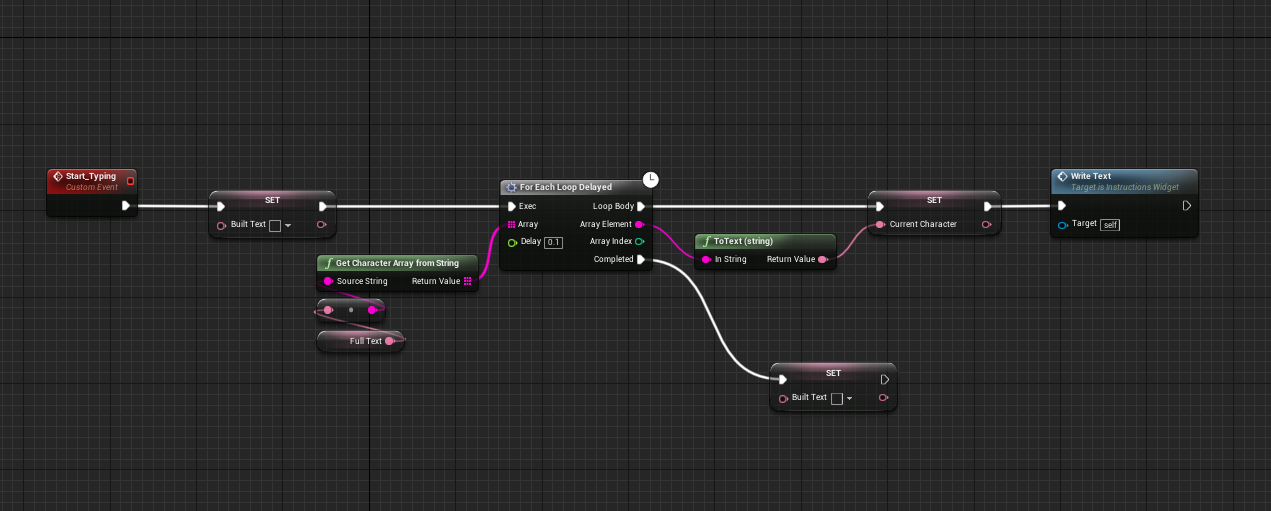 Start_Typing
Custom Event
SET
Built Text
Get Character Array from String
Source String Return Value
Full Text
For Each Loop Delayed
Exec Loop Body
Array Array Element
Delay 0.1 Array Index
Completed
ToText (string)
In String Return Value
SET
Current Character
Write Text
Target is Instructions Widget
Target self
SET
Built Text